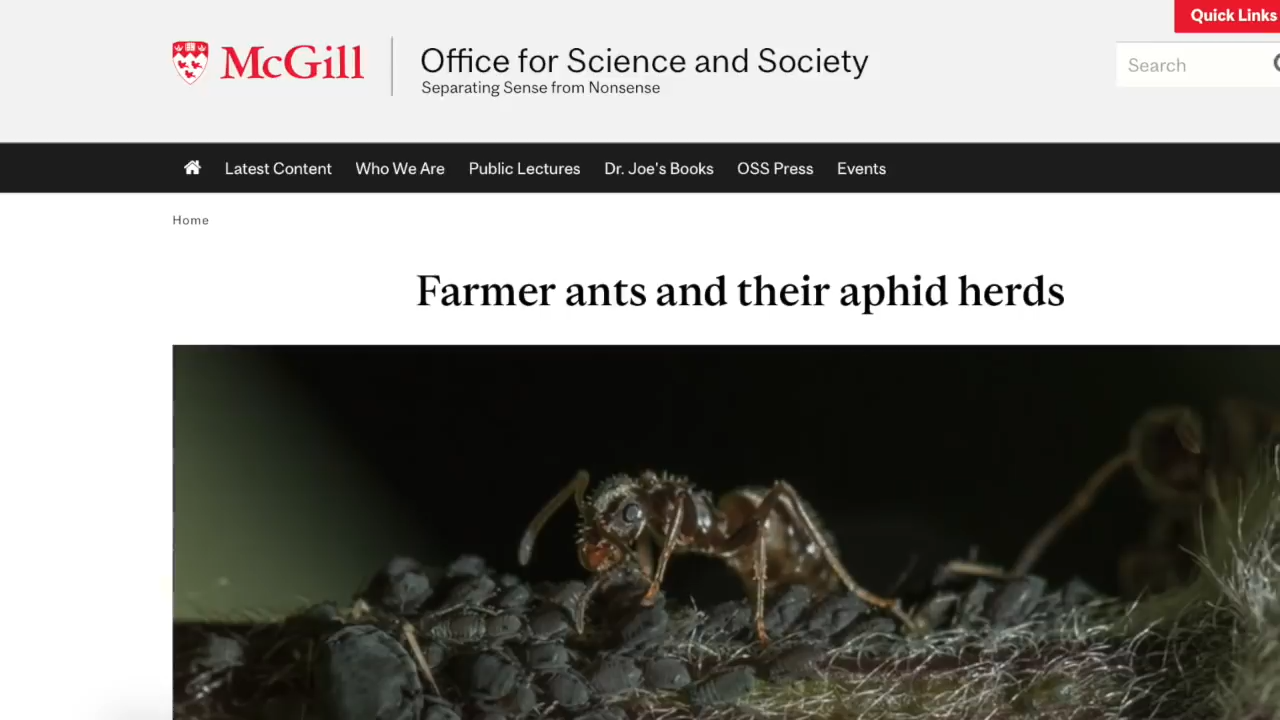 Quick Links
McGill
Office for Science and Society
Separating Sense from Nonsense
Search
Latest Content
Who We Are
Public Lectures
Dr. Joe's Books
OSS Press
Events
Home
Farmer ants and their aphid herds